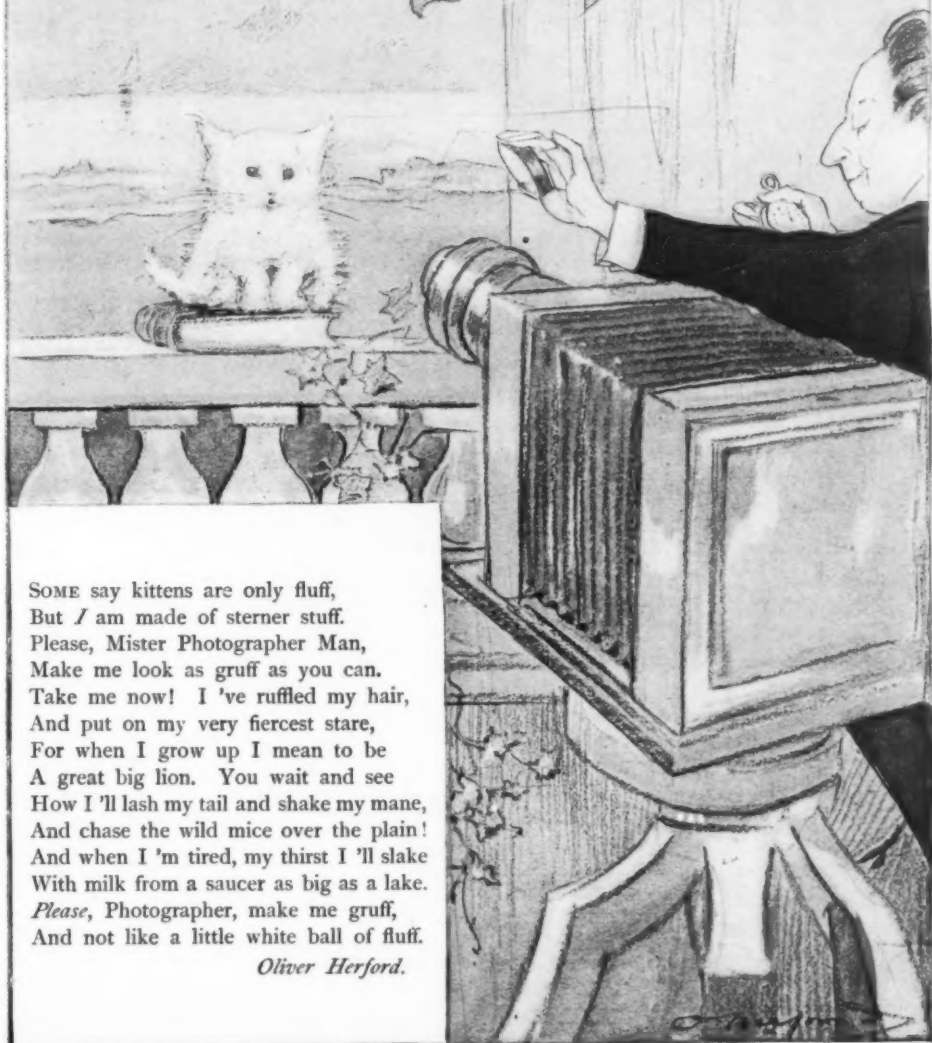 SOME say kittens are only fluff,
But I am made of sterner stuff.
Please, Mister Photographer Man,
Make me look as gruff as you can.
Take me now! I 've ruffled my hair,
And put on my very fiercest stare,
For when I grow up I mean to be
A great big lion. You wait and see
How I 'll lash my tail and shake my mane,
And chase the wild mice over the plain!
And when I 'm tired, my thirst I 'll slake
With milk from a saucer as big as a lake.
Please, Photographer, make me gruff,
And not like a little white ball of fluff.
Oliver Herford.